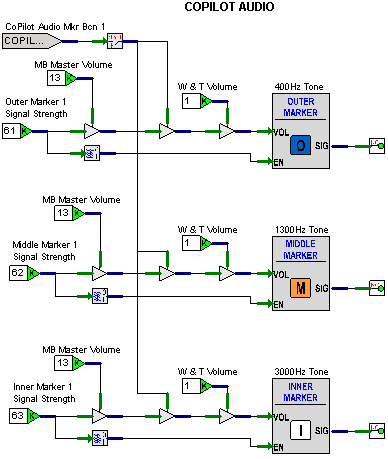 COPILOT AUDIO
CoPilot Audio Mkr Bcn 1
COPIL...
MB Master Volume
13 K
W & T Volume
1 K
400Hz Tone
Outer Marker 1
Signal Strength
61 K
OUTER
MARKER
VOL
O
SIG
EN
MB Master Volume
13 K
W & T Volume
1 K
1300Hz Tone
Middle Marker 1
Signal Strength
62 K
MIDDLE
MARKER
VOL
M
SIG
EN
MB Master Volume
13 K
W & T Volume
1 K
3000Hz Tone
Inner Marker 1
Signal Strength
63 K
INNER
MARKER
VOL
I
SIG
EN